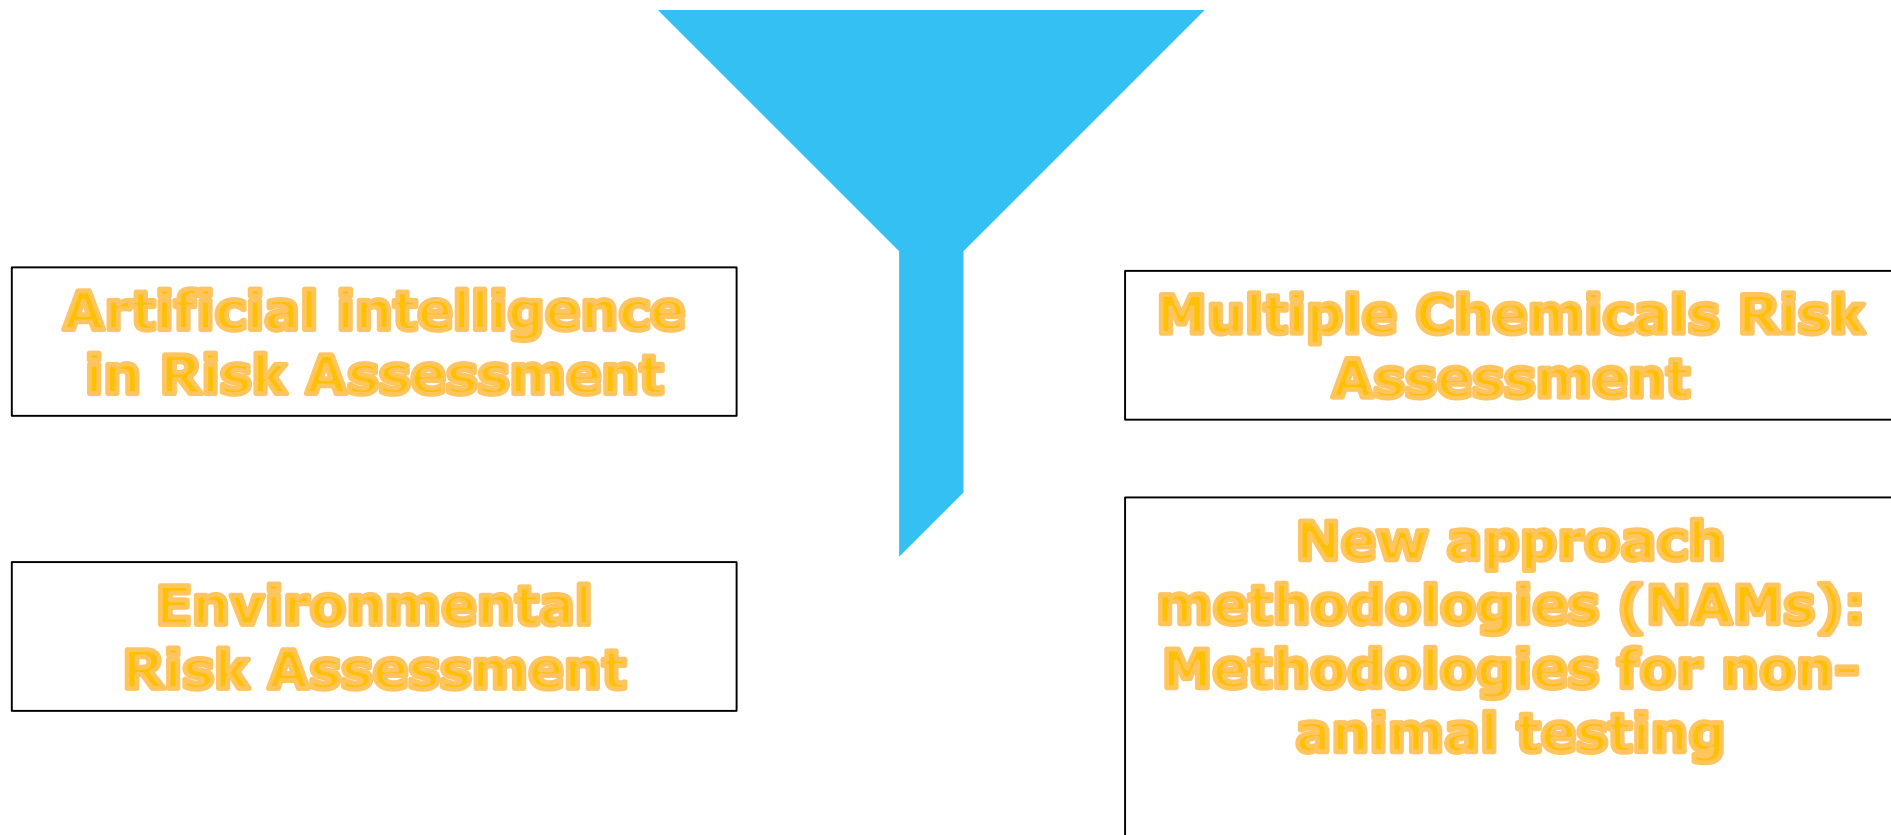 Artificial intelligence
in Risk Assessment
Multiple Chemicals Risk
Assessment
Environmental
Risk Assessment
New approach
methodologies (NAMs):
Methodologies for non-
animal testing